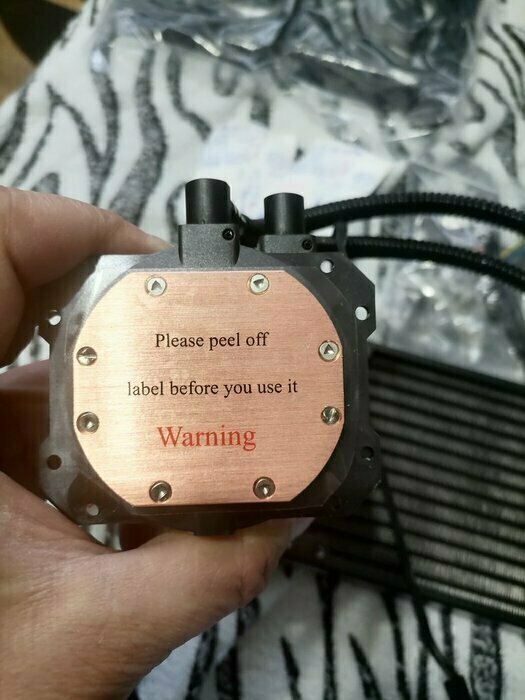 Please peel off
label before you use it
Warning